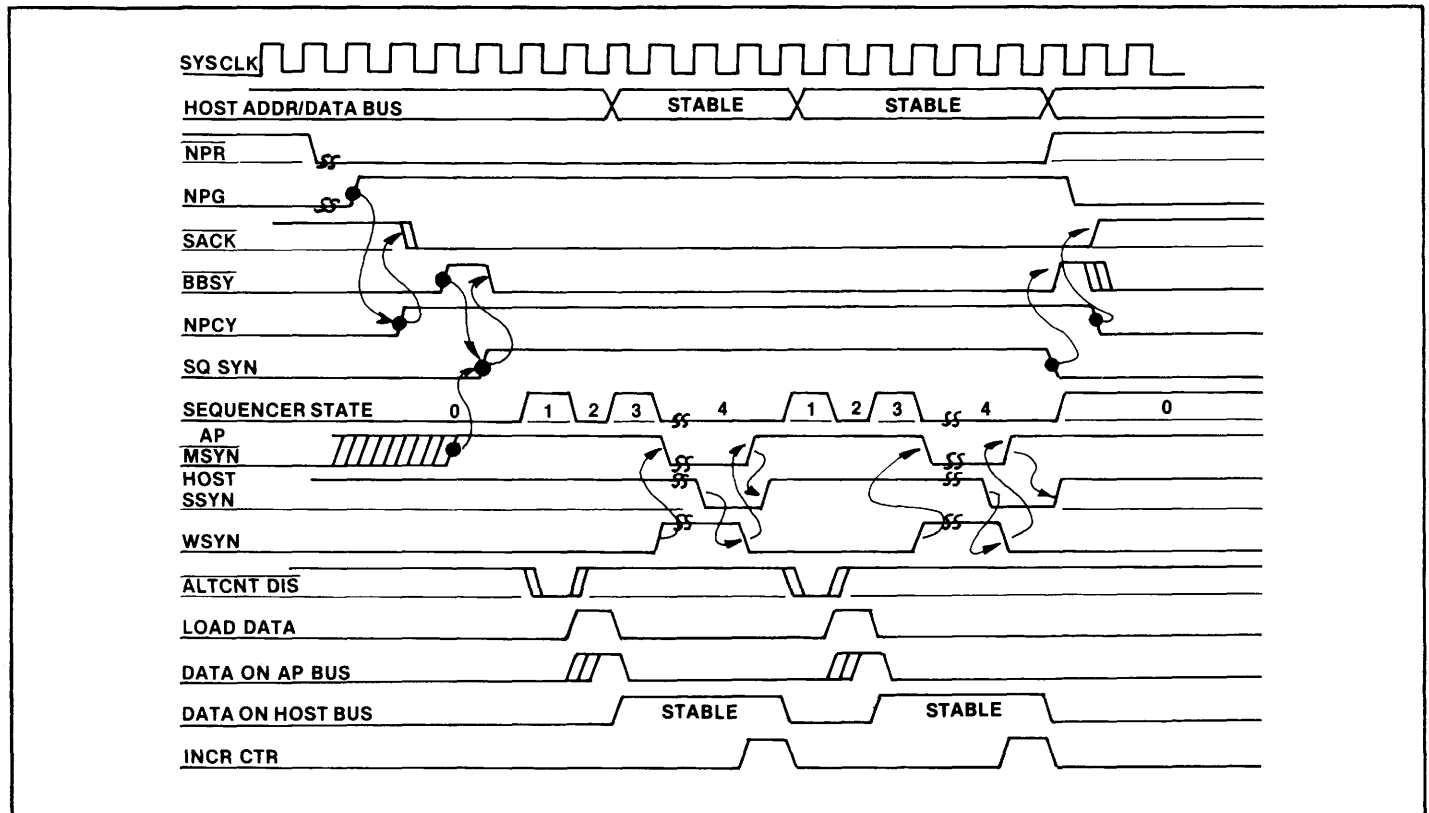 SYSCLK
HOST ADDR/DATA BUS STABLE STABLE
NPR
NPG
SACK
BBSY
NPCY
SQ SYN
SEQUENCER STATE 0 1 2 3 4 1 2 3 4 0
AP
MSYN
HOST
SSYN
WSYN
ALTCNT DIS
LOAD DATA
DATA ON AP BUS
DATA ON HOST BUS STABLE STABLE
INCR CTR